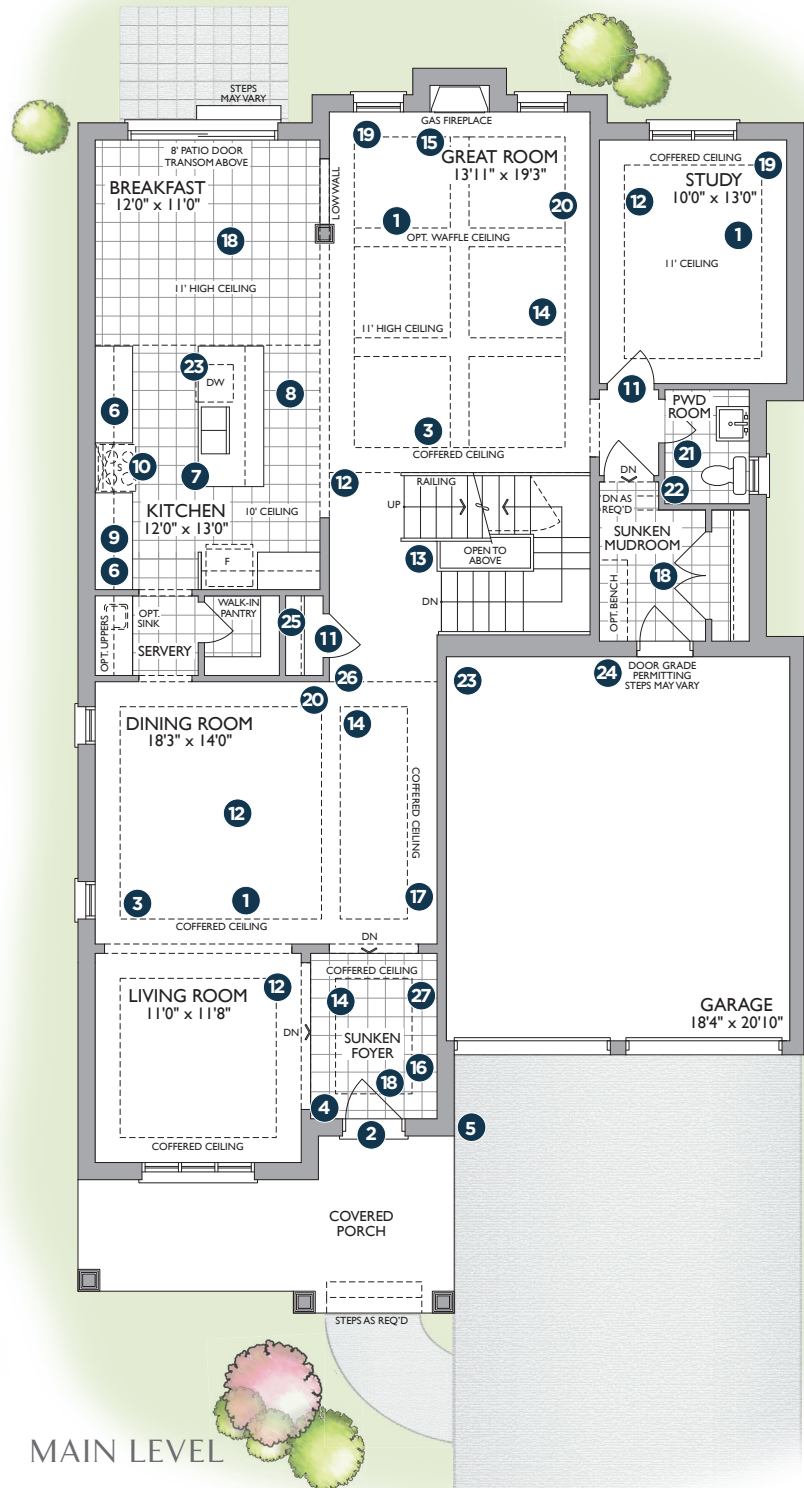 STEPS
MAY VARY
GAS FIREPLACE
19
15
8' PATIO DOOR
TRANSOM ABOVE
GREAT ROOM
13'11" x 19'3"
COFFERED CEILING
19
STUDY
10'0" x 13'0"
12
BREAKFAST
12'0" x 11'0"
LOW WALL
1
20
1
18
OPT. WAFFLE CEILING
11' CEILING
11' HIGH CEILING
11' HIGH CEILING
14
23
DW
8
6
11
PWD
ROOM
3
COFFERED CEILING
21
10
S
7
12
RAILING
DN
22
UP
DN AS
REQ'D
KITCHEN
12'0" x 13'0"
10' CEILING
9
SUNKEN
MUDROOM
13
OPEN TO
ABOVE
F
6
18
DN
OPT. BENCH
OPT. UPPERS
OPT.
SINK
SERVERY
WALK-IN
PANTRY
25
11
26
24
DOOR GRADE
PERMITTING
STEPS MAY VARY
23
20
DINING ROOM
18'3" x 14'0"
14
COFFERED CEILING
12
3
1
17
COFFERED CEILING
DN
COFFERED CEILING
12
LIVING ROOM
11'0" x 11'8"
14
27
GARAGE
18'4" x 20'10"
DN
SUNKEN
FOYER
16
18
4
2
5
COFFERED CEILING
COVERED
PORCH
STEPS AS REQ'D
MAIN LEVEL